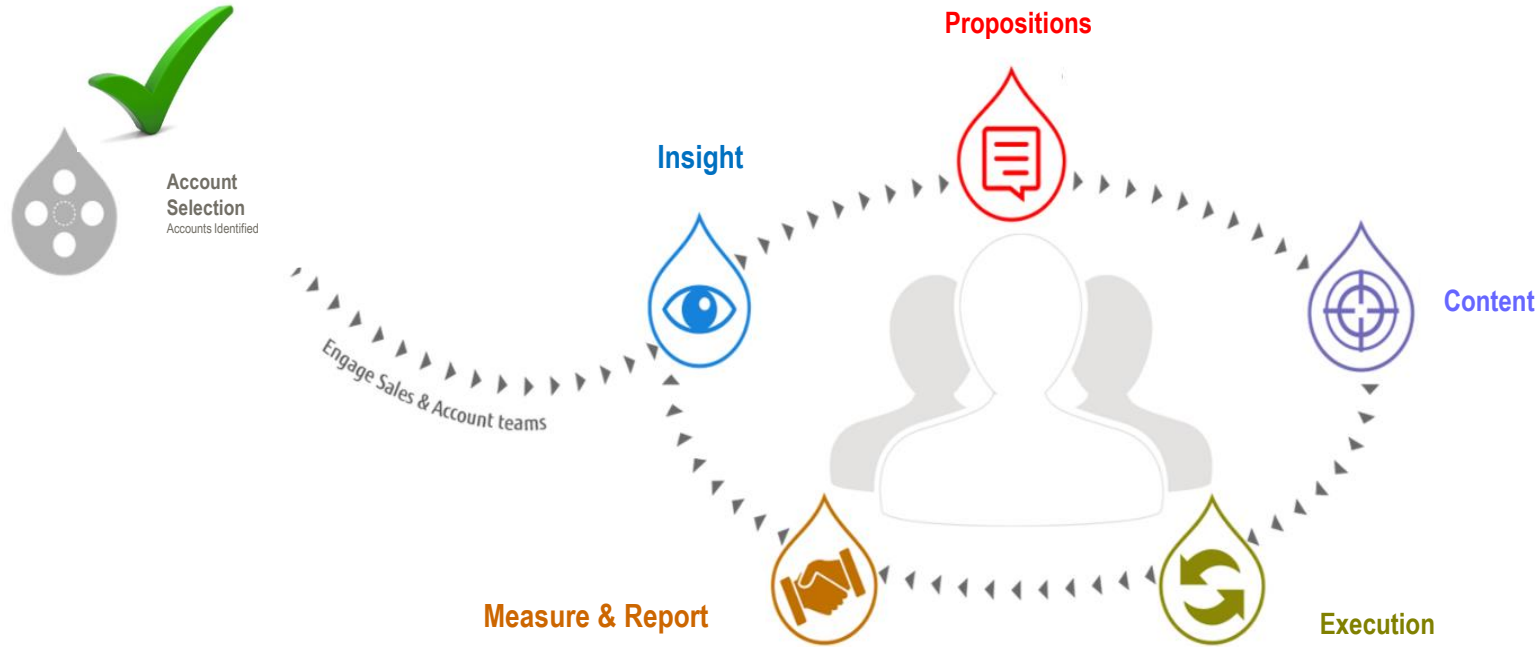 Propositions
Insight
Account
Selection
Accounts Identified
Content
Engage Sales & Account teams
Measure & Report
Execution